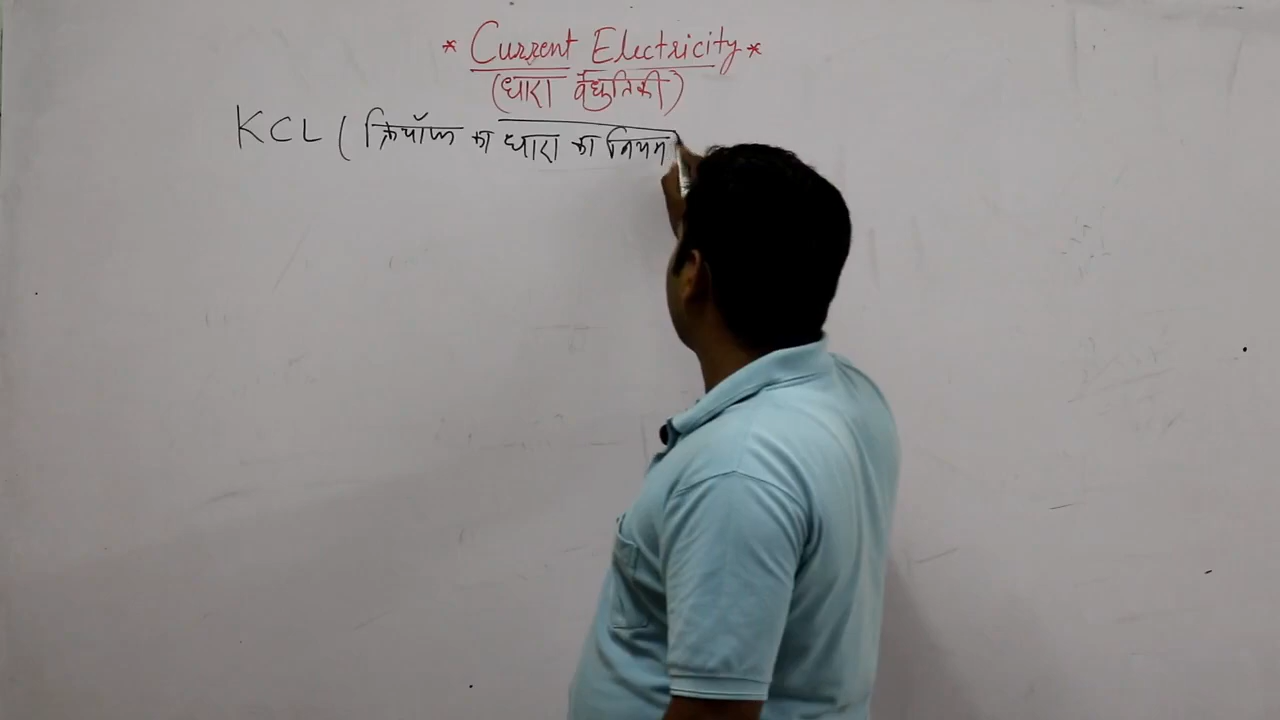 * Current Electricity *
(धारा वैद्युतिकी)
KCL ( का धारा का नियम